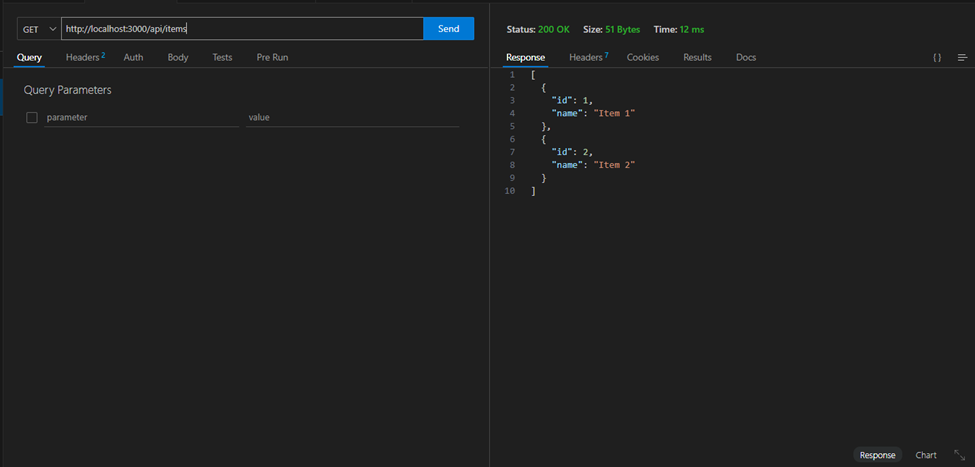 GET http://localhost:3000/api/items Send
Query Headers 2 Auth Body Tests Pre Run
Query Parameters
parameter value
Status: 200 OK Size: 51 Bytes Time: 12 ms
Response Headers 7 Cookies Results Docs {}
1 [
2 {
3 "id": 1,
4 "name": "Item 1"
5 },
6 {
7 "id": 2,
8 "name": "Item 2"
9 }
10 ]
Response Chart